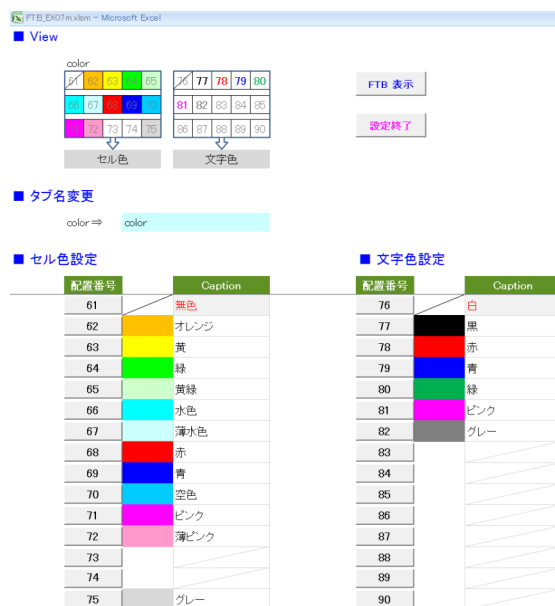 FTB_EX07m.xlsm - Microsoft Excel
■ View
color
61 62 63 64 65
66 67 68 69 70
71 72 73 74 75
セル色
76 77 78 79 80
81 82 83 84 85
86 87 88 89 90
文字色
FTB 表示
設定終了
■ タブ名変更
color⇒ color
■ セル色設定
配置番号 Caption
61 無色
62 オレンジ
63 黄
64 緑
65 黄緑
66 水色
67 薄水色
68 赤
69 青
70 空色
71 ピンク
72 薄ピンク
73
74
75 グレー
■ 文字色設定
配置番号 Caption
76 白
77 黒
78 赤
79 青
80 緑
81 ピンク
82 グレー
83
84
85
86
87
88
89
90